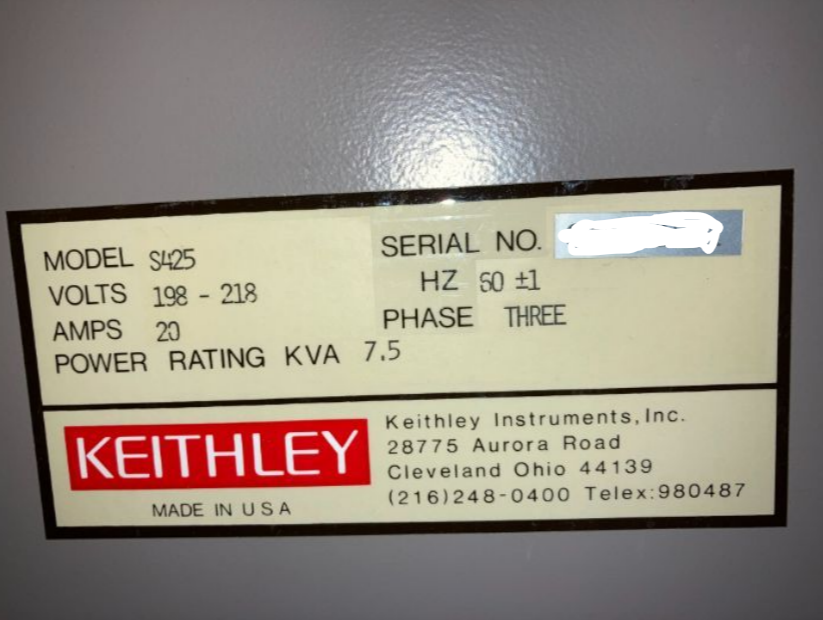 MODEL S425
SERIAL NO.
VOLTS 198 - 218
HZ 60 ±1
AMPS 20
PHASE THREE
POWER RATING KVA 7.5
KEITHLEY
MADE IN USA
Keithley Instruments, Inc.
28775 Aurora Road
Cleveland Ohio 44139
(216)248-0400 Telex:980487